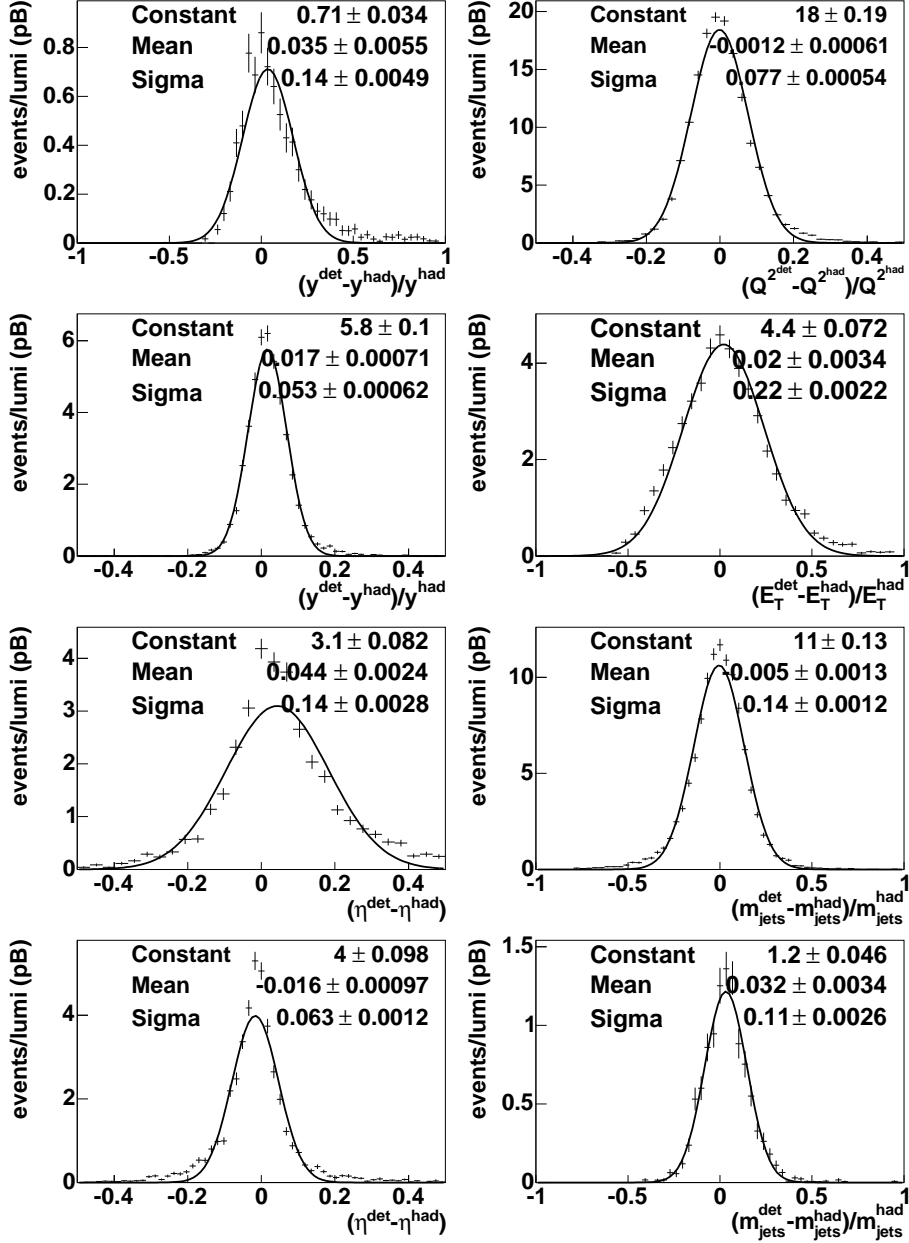 events/lumi (pB)
Constant 0.71 ± 0.034
Mean 0.035 ± 0.0055
Sigma 0.14 ± 0.0049
0.8
0.6
0.4
0.2
0
-1 -0.5 0 0.5 1
(y^det-y^had)/y^had
events/lumi (pB)
Constant 18 ± 0.19
Mean -0.0012 ± 0.00061
Sigma 0.077 ± 0.00054
20
15
10
5
0
-0.4 -0.2 0 0.2 0.4
(Q^2^det-Q^2^had)/Q^2^had
events/lumi (pB)
Constant 5.8 ± 0.1
Mean 0.017 ± 0.00071
Sigma 0.053 ± 0.00062
6
4
2
0
-0.4 -0.2 0 0.2 0.4
(y^det-y^had)/y^had
events/lumi (pB)
Constant 4.4 ± 0.072
Mean 0.02 ± 0.0034
Sigma 0.22 ± 0.0022
4
2
0
-1 -0.5 0 0.5 1
(E_T^det-E_T^had)/E_T^had
events/lumi (pB)
Constant 3.1 ± 0.082
Mean 0.044 ± 0.0024
Sigma 0.14 ± 0.0028
4
3
2
1
0
-0.4 -0.2 0 0.2 0.4
(η^det-η^had)
events/lumi (pB)
Constant 11 ± 0.13
Mean -0.005 ± 0.0013
Sigma 0.14 ± 0.0012
10
5
0
-1 -0.5 0 0.5 1
(m_jets^det-m_jets^had)/m_jets^had
events/lumi (pB)
Constant 4 ± 0.098
Mean -0.016 ± 0.00097
Sigma 0.063 ± 0.0012
4
2
0
-0.4 -0.2 0 0.2 0.4
(η^det-η^had)
events/lumi (pB)
Constant 1.2 ± 0.046
Mean 0.032 ± 0.0034
Sigma 0.11 ± 0.0026
1.5
1
0.5
0
-1 -0.5 0 0.5 1
(m_jets^det-m_jets^had)/m_jets^had